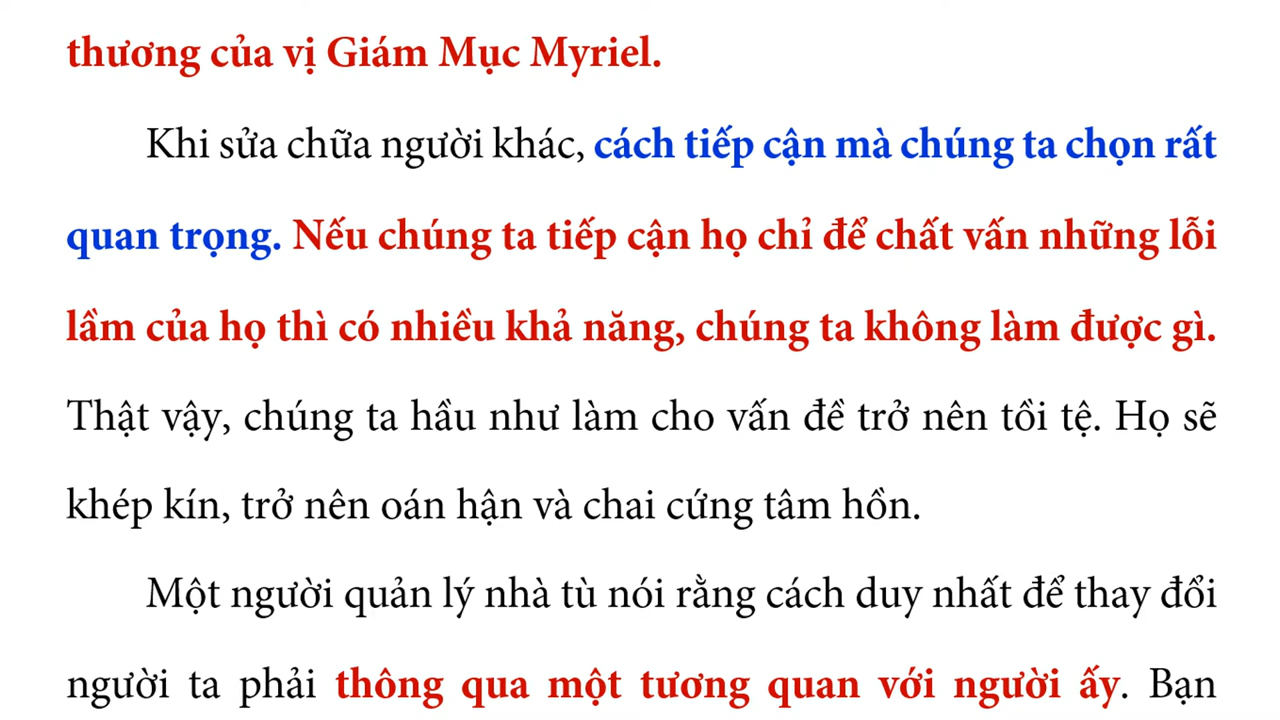 thương của vị Giám Mục Myriel.
Khi sửa chữa người khác, cách tiếp cận mà chúng ta chọn rất
quan trọng. Nếu chúng ta tiếp cận họ chỉ để chất vấn những lỗi
lầm của họ thì có nhiều khả năng, chúng ta không làm được gì.
Thật vậy, chúng ta hầu như làm cho vấn đề trở nên tồi tệ. Họ sẽ
khép kín, trở nên oán hận và chai cứng tâm hồn.
Một người quản lý nhà tù nói rằng cách duy nhất để thay đổi
người ta phải thông qua một tương quan với người ấy. Bạn